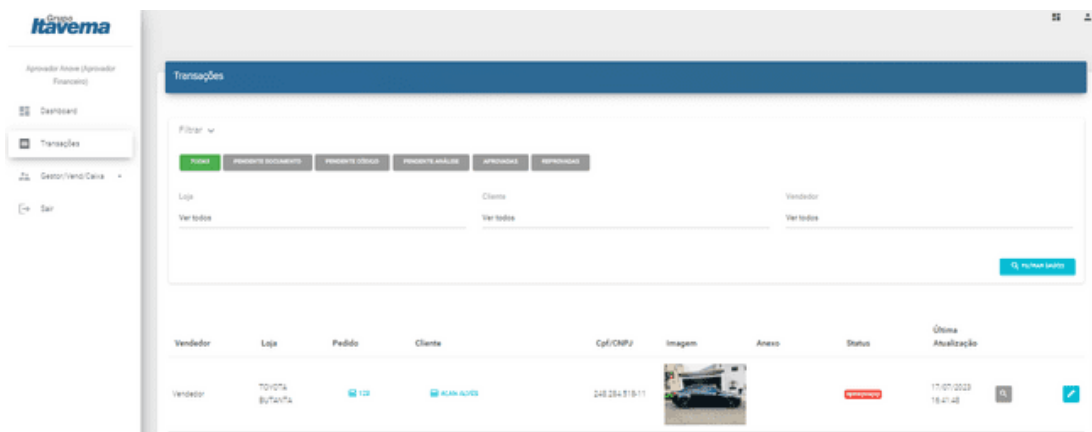 Grupo
Itavema
Aprovador Anove (Aprovador
Financeiro)
Dashboard
Transações
Gestor/Vend/Caixa
Sair
Transações
Filtrar
TODAS PENDENTE DOCUMENTO PENDENTE CÓDIGO PENDENTE ANÁLISE APROVADAS REPROVADAS
Loja Cliente Vendedor
Ver todos Ver todos Ver todos
FILTRAR DADOS
Vendedor Loja Pedido Cliente Cpf/CNPJ Imagem Anexo Status Última
Atualização
Vendedor TOYOTA
BUTANTA 123 ALAN ALVES 17/07/2023
16:41:48